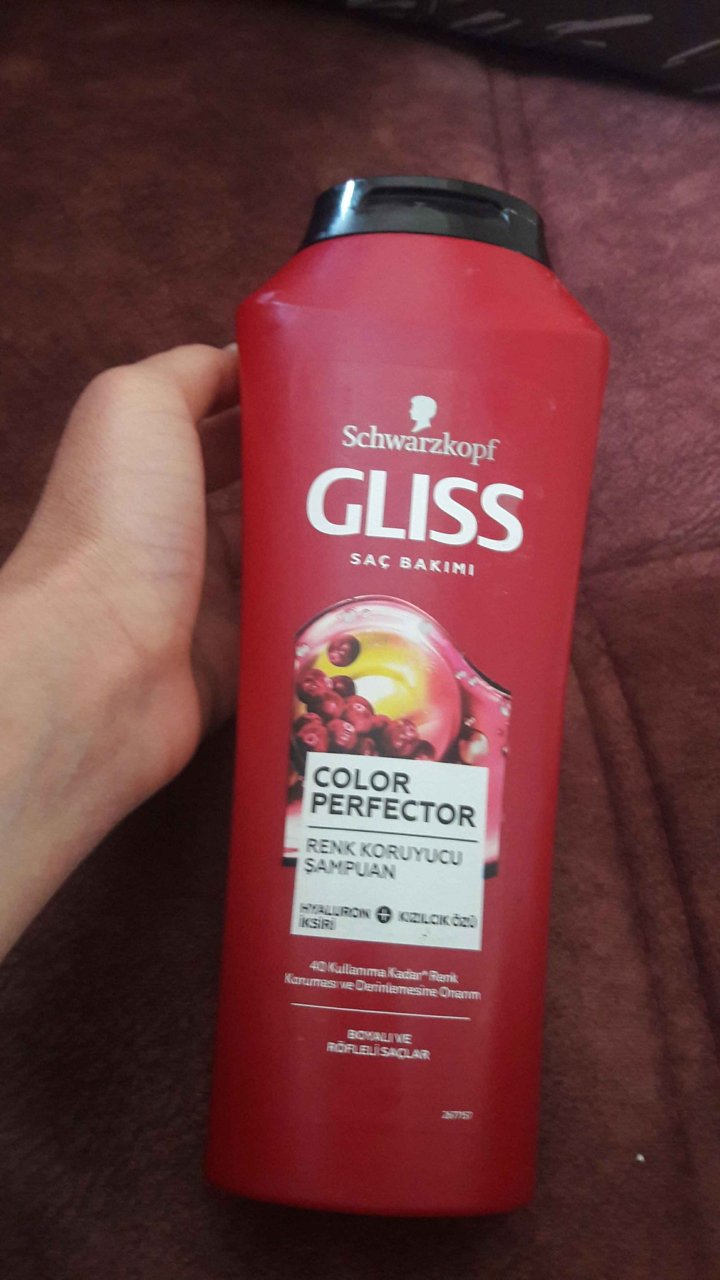 Schwarzkopf
GLISS
SAÇ BAKIMI
COLOR
PERFECTOR
RENK KORUYUCU
ŞAMPUAN
HYALURON + KIZILCIK ÖZÜ
İKSİRİ
40 Kullanıma Kadar* Renk
Koruması ve Derinlemesine Onarım
BOYALI VE
RÖFLELİ SAÇLAR